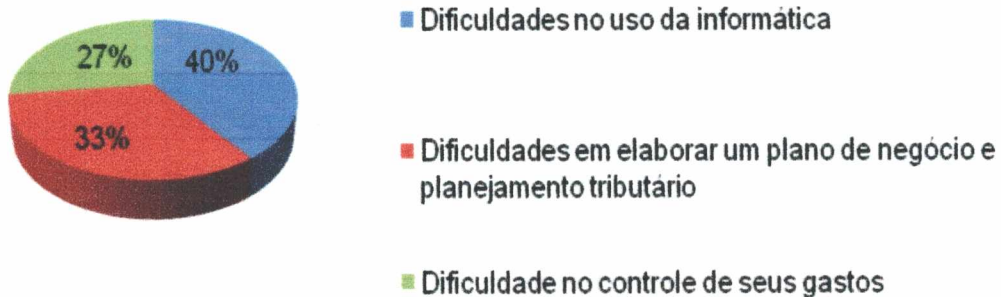 27%
40%
33%
Dificuldades no uso da informática
Dificuldades em elaborar um plano de negócio e
planejamento tributário
Dificuldade no controle de seus gastos